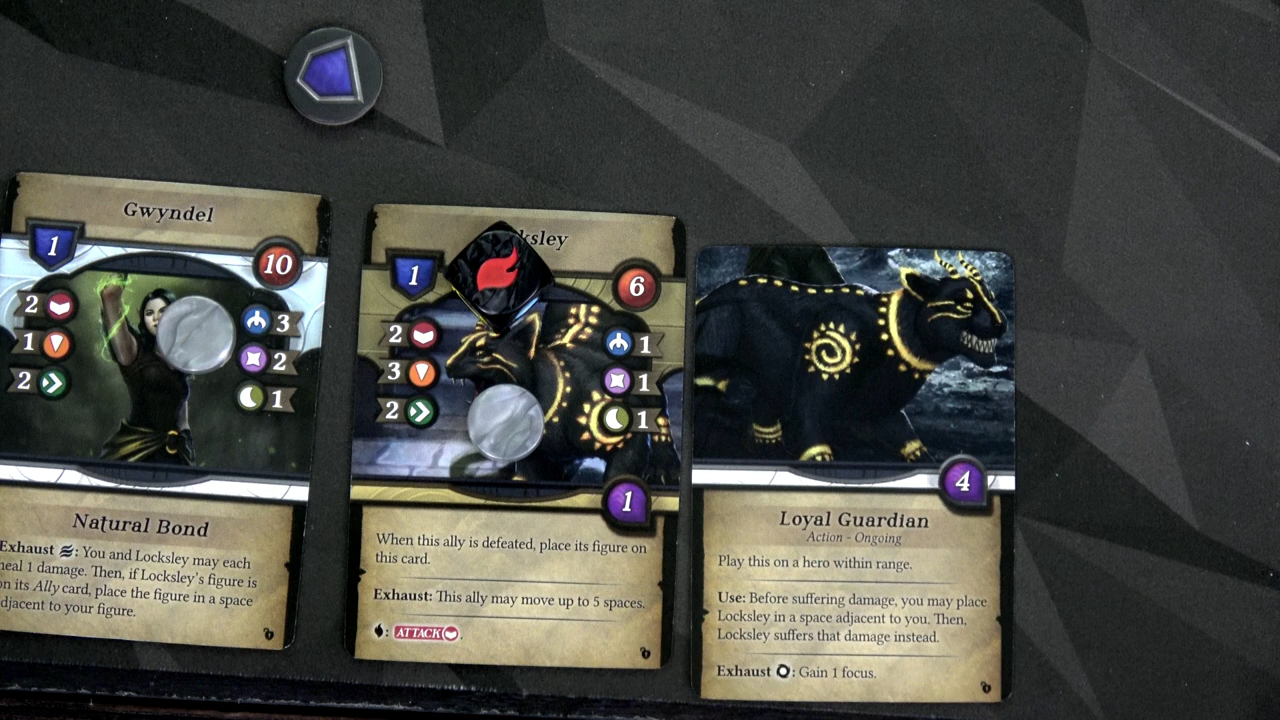 Gwyndel
1
10
2
3
1
2
2
1
Natural Bond
Exhaust : You and Locksley may each
heal 1 damage. Then, if Locksley's figure is
on its Ally card, place the figure in a space
adjacent to your figure.
1
6
2
1
3
1
2
1
1
When this ally is defeated, place its figure on
this card.
Exhaust: This ally may move up to 5 spaces.
: ATTACK .
4
Loyal Guardian
Action - Ongoing
Play this on a hero within range.
Use: Before suffering damage, you may place
Locksley in a space adjacent to you. Then,
Locksley suffers that damage instead.
Exhaust : Gain 1 focus.